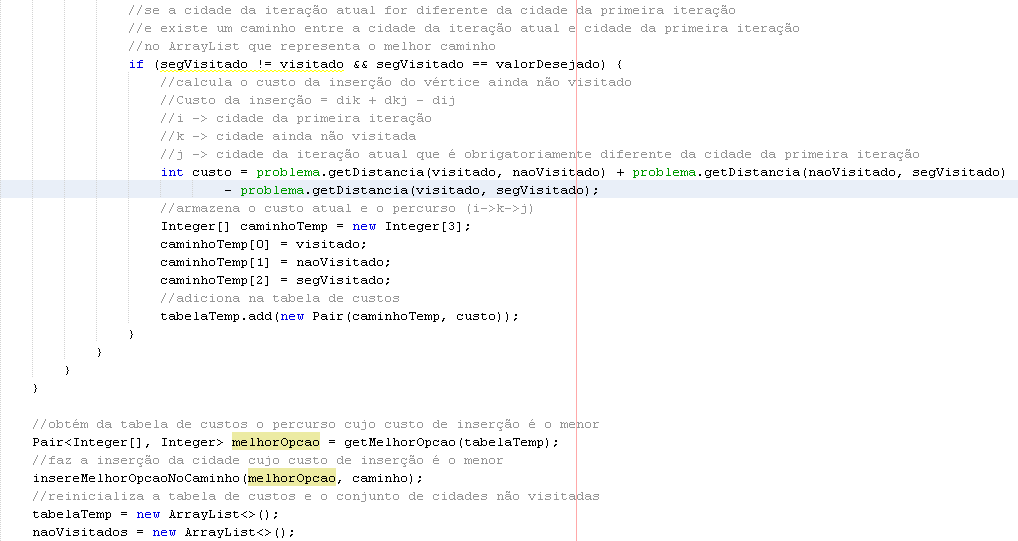 //se a cidade da iteração atual for diferente da cidade da primeira iteração
//e existe um caminho entre a cidade da iteração atual e cidade da primeira iteração
//no ArrayList que representa o melhor caminho
if (segVisitado != visitado && segVisitado == valorDesejado) {
//calcula o custo da inserção do vértice ainda não visitado
//Custo da inserção = dik + dkj - dij
//i -> cidade da primeira iteração
//k -> cidade ainda não visitada
//j -> cidade da iteração atual que é obrigatoriamente diferente da cidade da primeira iteração
int custo = problema.getDistancia(visitado, naoVisitado) + problema.getDistancia(naoVisitado, segVisitado)
- problema.getDistancia(visitado, segVisitado);
//armazena o custo atual e o percurso (i->k->j)
Integer[] caminhoTemp = new Integer[3];
caminhoTemp[0] = visitado;
caminhoTemp[1] = naoVisitado;
caminhoTemp[2] = segVisitado;
//adiciona na tabela de custos
tabelaTemp.add(new Pair(caminhoTemp, custo));
}
}
}
}
//obtém da tabela de custos o percurso cujo custo de inserção é o menor
Pair<Integer[], Integer> melhorOpcao = getMelhorOpcao(tabelaTemp);
//faz a inserção da cidade cujo custo de inserção é o menor
insereMelhorOpcaoNoCaminho(melhorOpcao, caminho);
//reinicializa a tabela de custos e o conjunto de cidades não visitadas
tabelaTemp = new ArrayList<>();
naoVisitados = new ArrayList<>();